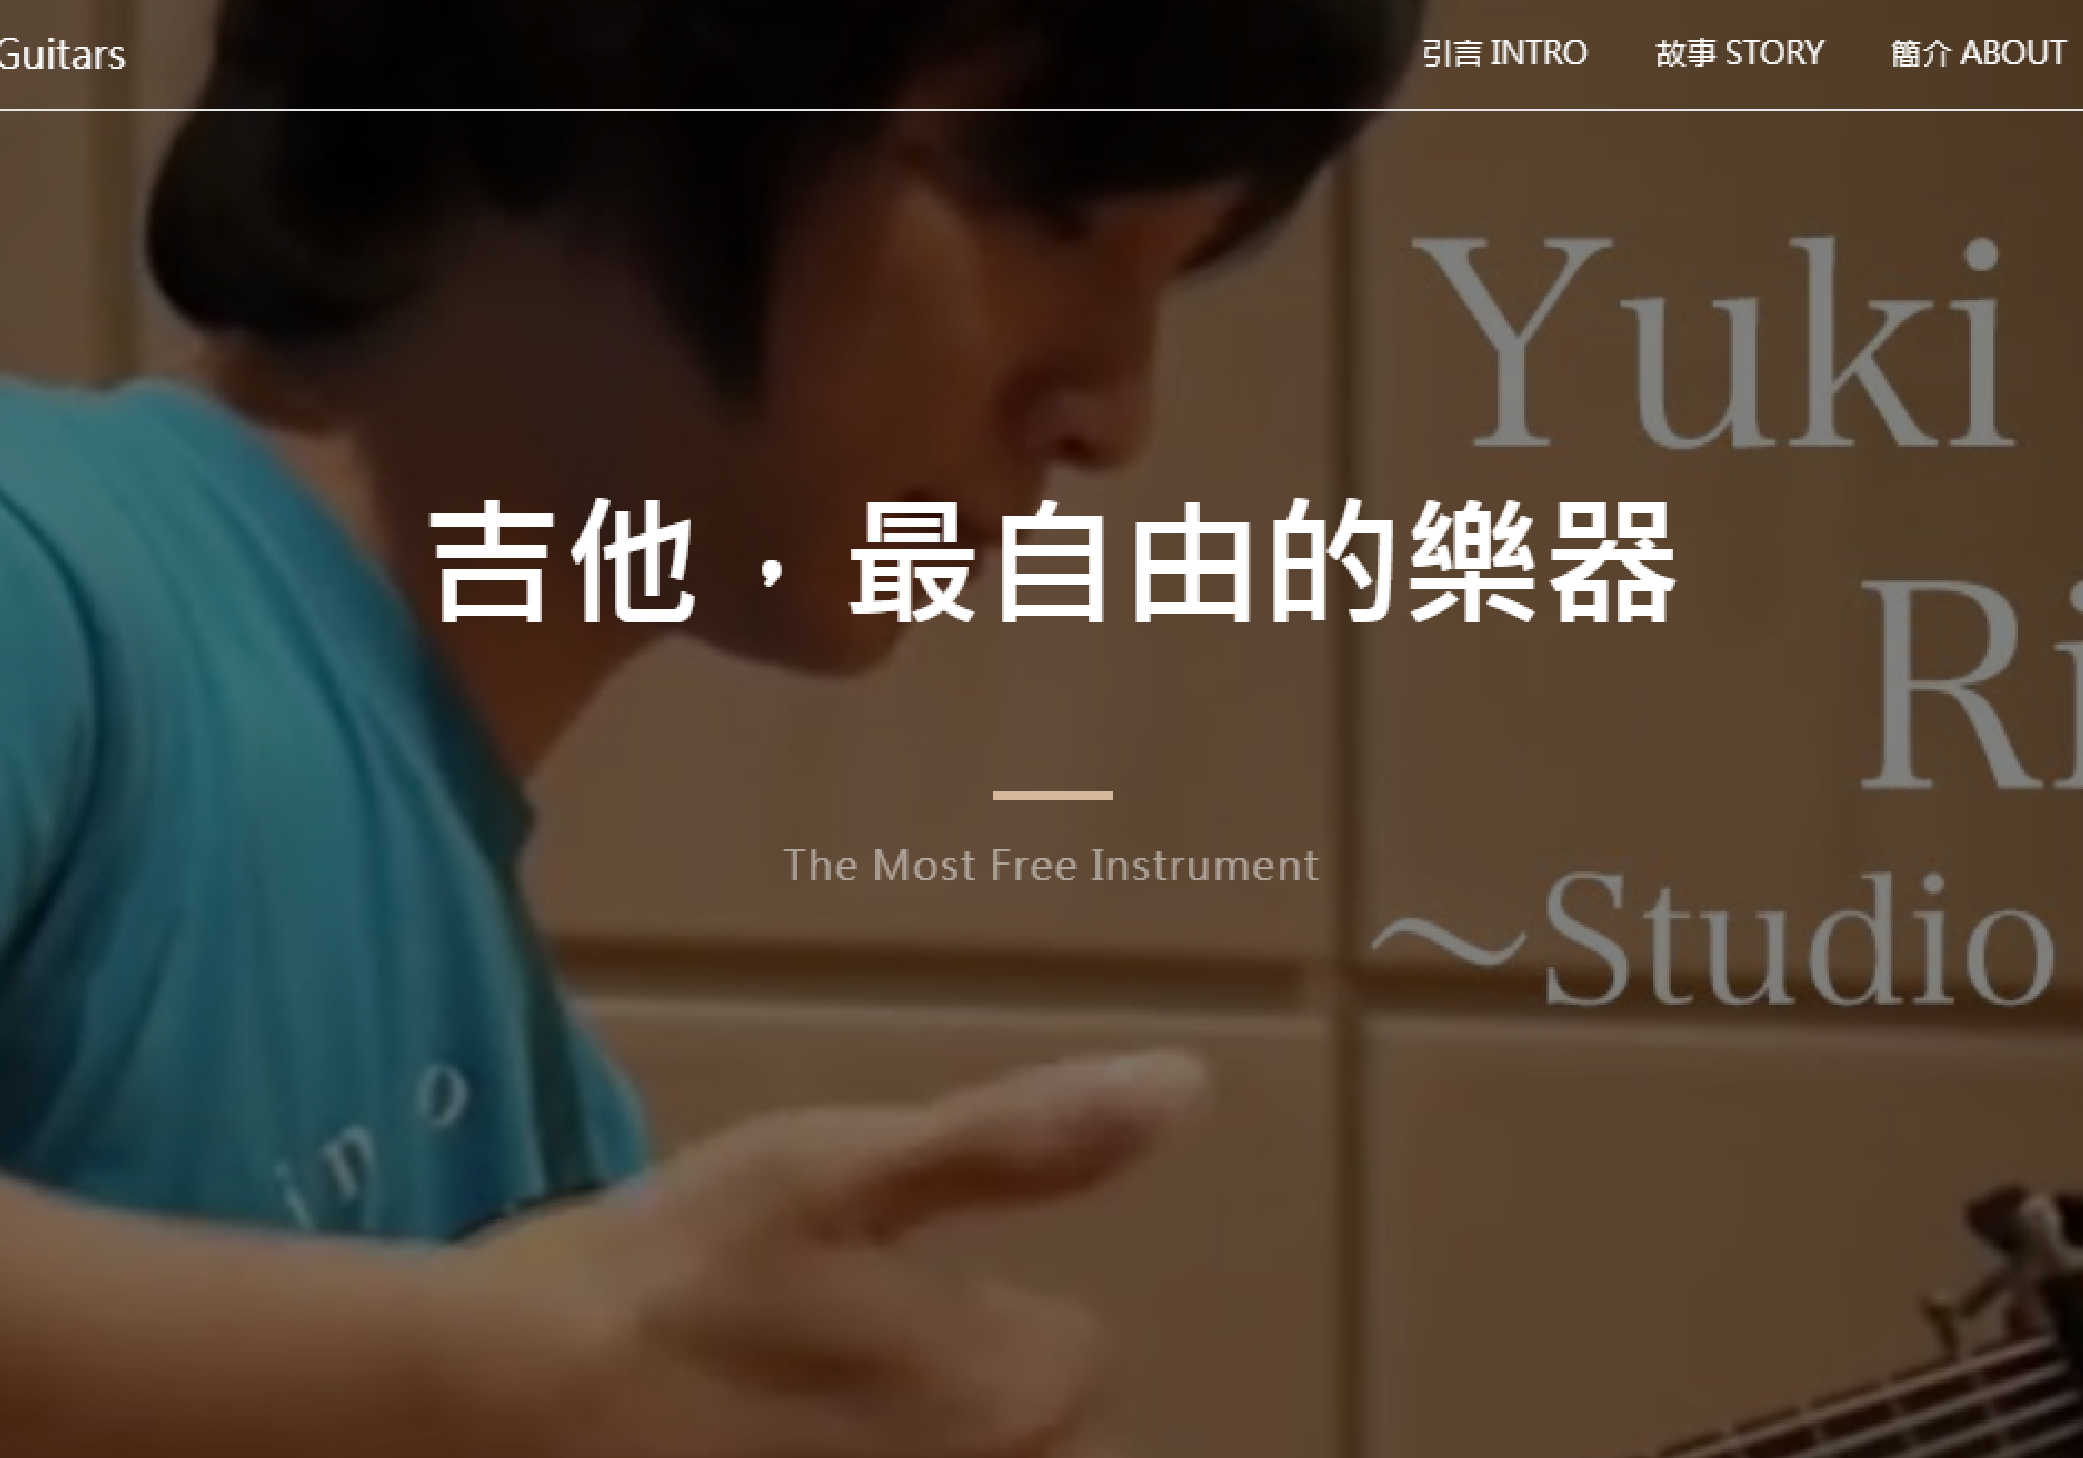 Guitars
引言 INTRO
故事 STORY
簡介 ABOUT
Yuki
吉他，最自由的樂器
Ri
The Most Free Instrument
~Studio
ino